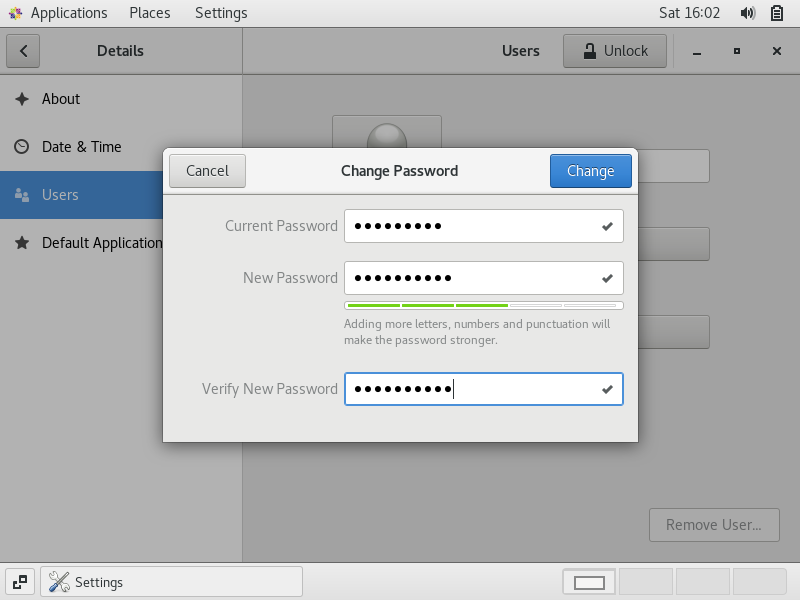 Applications Places Settings Sat 16:02
Details Users Unlock
About
Date & Time
Users
Default Application
Cancel Change Password Change
Current Password
New Password
Adding more letters, numbers and punctuation will
make the password stronger.
Verify New Password
Remove User...
Settings